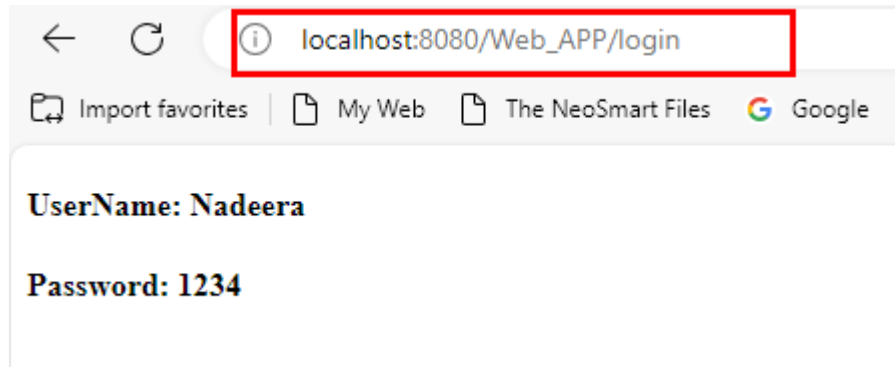 localhost:8080/Web_APP/login
Import favorites My Web The NeoSmart Files G Google
UserName: Nadeera
Password: 1234